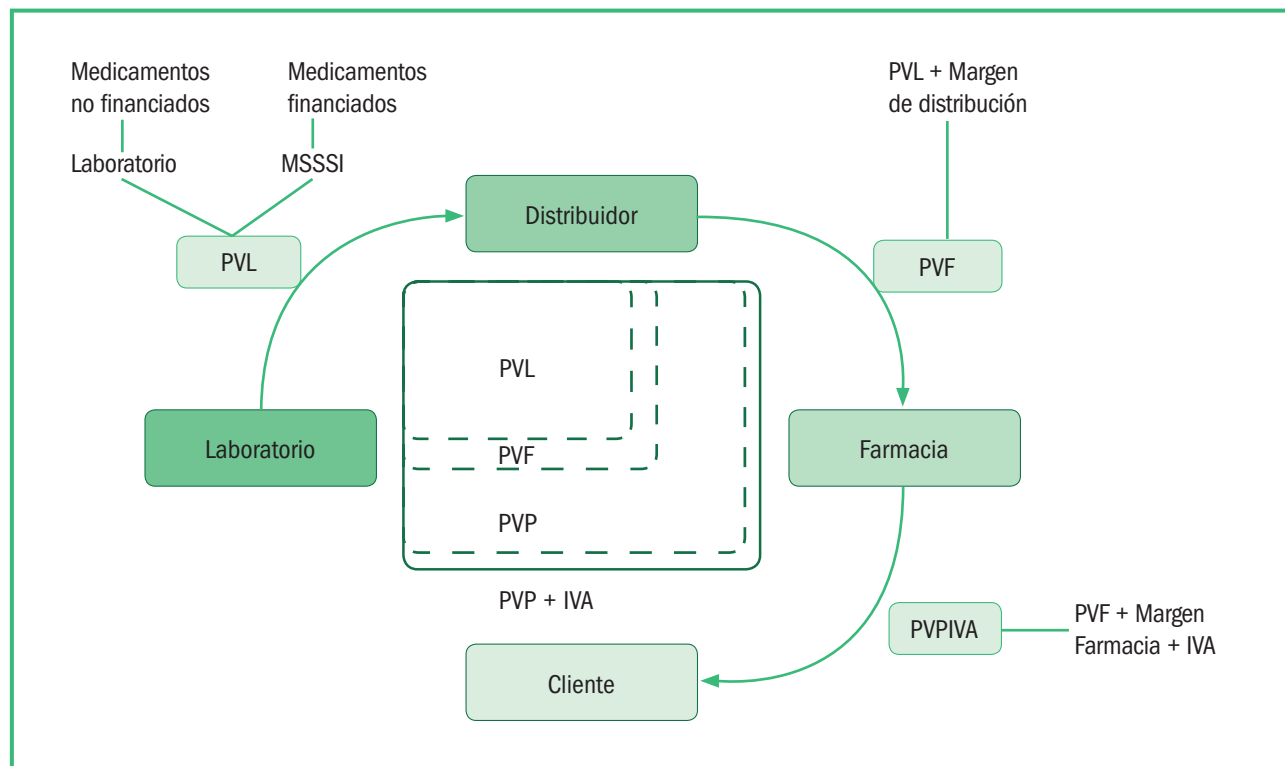 Medicamentos
no financiados
Medicamentos
financiados
PVL + Margen
de distribución
Laboratorio
MSSSI
Distribuidor
PVL
PVF
PVL
Laboratorio
PVF
Farmacia
PVP
PVP + IVA
PVPIVA
PVF + Margen
Farmacia + IVA
Cliente